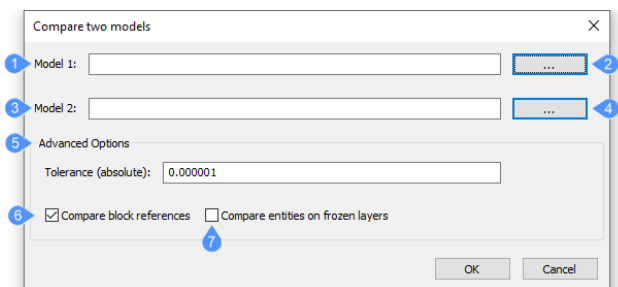 Compare two models
1 Model 1: ... 2
3 Model 2: ... 4
5 Advanced Options
Tolerance (absolute): 0.000001
6 Compare block references Compare entities on frozen layers
7
OK Cancel